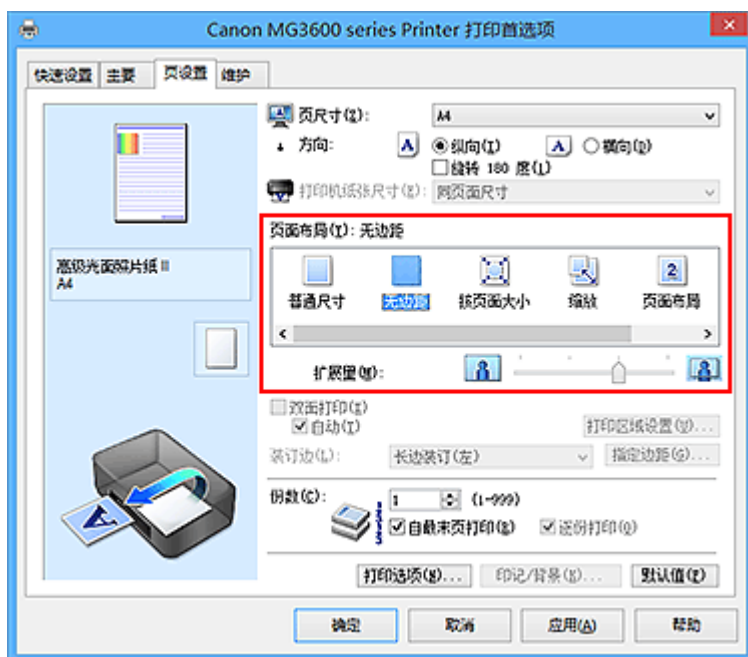 Canon MG3600 series Printer 打印首选项
快速设置 主要 页设置 维护
页尺寸(Z): A4
方向: A 纵向(I) A 横向(D)
旋转 180 度(L)
打印机纸张尺寸(E): 同页面尺寸
页面布局(T): 无边距
普通尺寸 无边距 按页面大小 缩放 页面布局
扩展量(M):
高级光面照片纸 II
A4
双面打印(X)
自动(T) 打印区域设置(U)...
装订边(L): 长边装订(左) 指定边距(G)...
份数(C): 1 (1-999)
自最末页打印(R) 逐份打印(O)
打印选项(N)... 印记/背景(K)... 默认值(F)
确定 取消 应用(A) 帮助